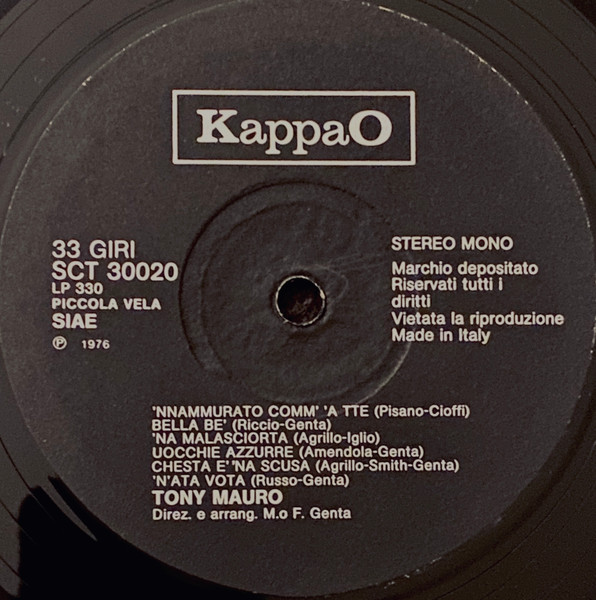 KappaO
33 GIRI
SCT 30020
LP 330
PICCOLA VELA
SIAE
Ⓟ 1976
STEREO MONO
Marchio depositato
Riservati tutti i
diritti
Vietata la riproduzione
Made in Italy
'NNAMMURATO COMM' 'A TTE (Pisano-Cioffi)
BELLA BE' (Riccio-Genta)
'NA MALASCIORTA (Agrillo-Iglio)
UOCCHIE AZZURRE (Amendola-Genta)
CHESTA E' 'NA SCUSA (Agrillo-Smith-Genta)
'N'ATA VOTA (Russo-Genta)
TONY MAURO
Direz. e arrang. M.o F. Genta